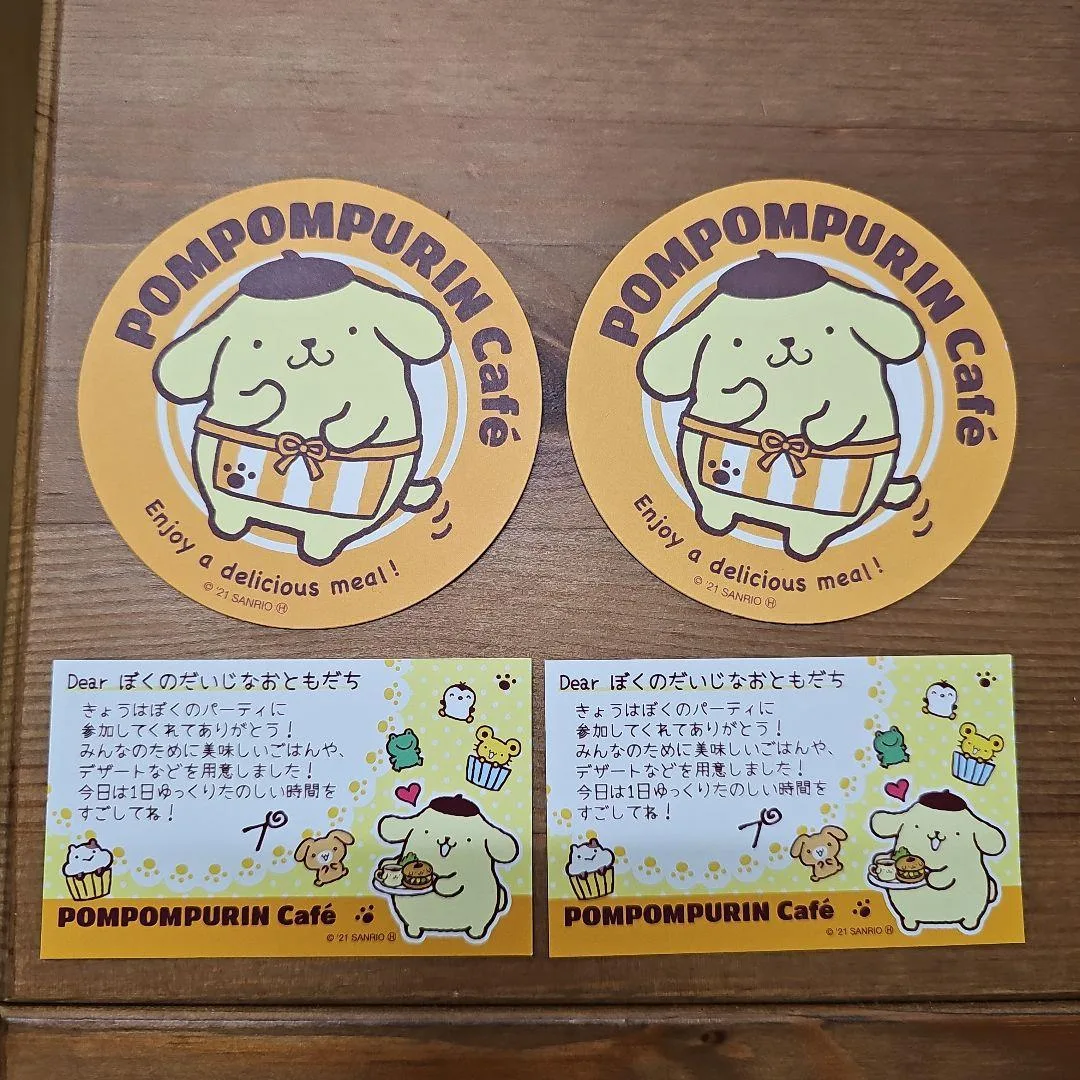 POMPOMPURIN Café
Enjoy a delicious meal!
© '21 SANRIO Ⓗ
POMPOMPURIN Café
Enjoy a delicious meal!
© '21 SANRIO Ⓗ
Dear ぼくのだいじなおともだち
きょうはぼくのパーティに
参加してくれてありがとう!
みんなのために美味しいごはんや、
デザートなどを用意しました!
今日は1日ゆっくりたのしい時間を
すごしてね!
POMPOMPURIN Café
© '21 SANRIO Ⓗ
Dear ぼくのだいじなおともだち
きょうはぼくのパーティに
参加してくれてありがとう!
みんなのために美味しいごはんや、
デザートなどを用意しました!
今日は1日ゆっくりたのしい時間を
すごしてね!
POMPOMPURIN Café
© '21 SANRIO Ⓗ